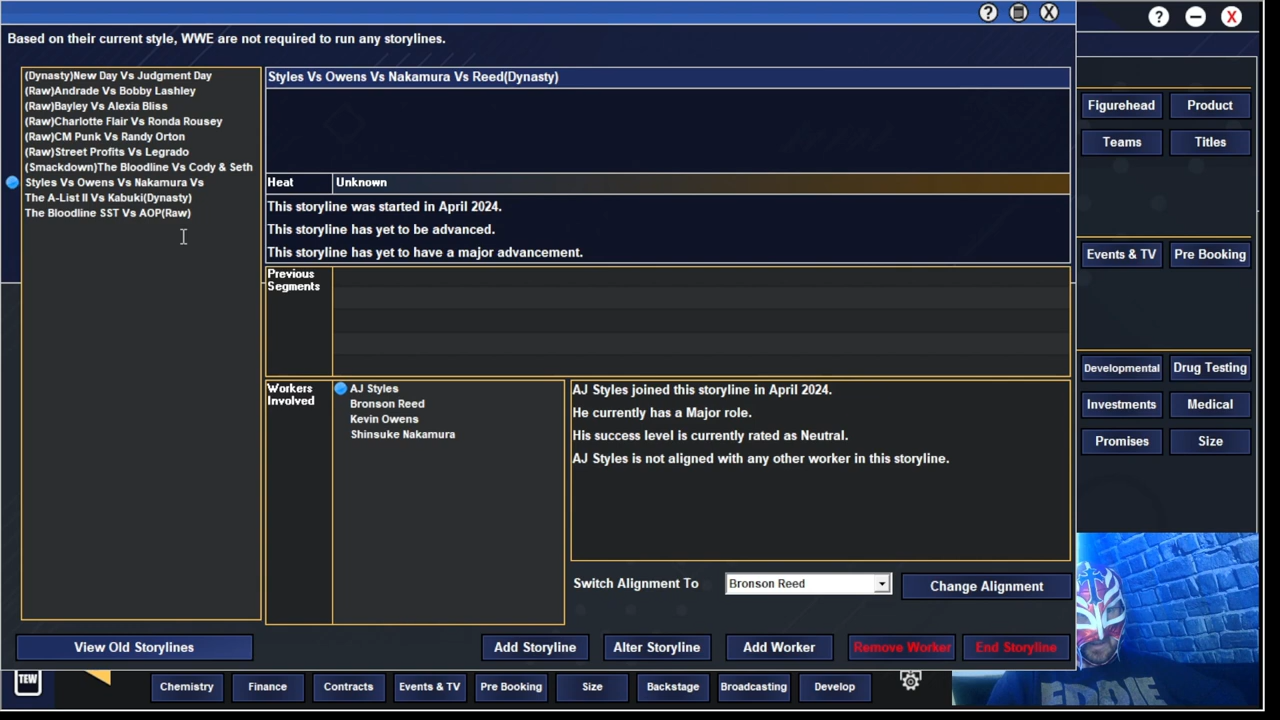 Based on their current style, WWE are not required to run any storylines.
(Dynasty)New Day Vs Judgment Day
(Raw)Andrade Vs Bobby Lashley
(Raw)Bayley Vs Alexia Bliss
(Raw)Charlotte Flair Vs Ronda Rousey
(Raw)CM Punk Vs Randy Orton
(Raw)Street Profits Vs Legrado
(Smackdown)The Bloodline Vs Cody & Seth
Styles Vs Owens Vs Nakamura Vs
The A-List II Vs Kabuki(Dynasty)
The Bloodline SST Vs AOP(Raw)
Styles Vs Owens Vs Nakamura Vs Reed(Dynasty)
Heat Unknown
This storyline was started in April 2024.
This storyline has yet to be advanced.
This storyline has yet to have a major advancement.
Previous
Segments
Workers
Involved
AJ Styles
Bronson Reed
Kevin Owens
Shinsuke Nakamura
AJ Styles joined this storyline in April 2024.
He currently has a Major role.
His success level is currently rated as Neutral.
AJ Styles is not aligned with any other worker in this storyline.
Switch Alignment To Bronson Reed Change Alignment
View Old Storylines Add Storyline Alter Storyline Add Worker Remove Worker End Storyline
? X
? X
Figurehead Product
Teams Titles
Events & TV Pre Booking
Developmental Drug Testing
Investments Medical
Promises Size
TEW Chemistry Finance Contracts Events & TV Pre Booking Size Backstage Broadcasting Develop
EDDIE